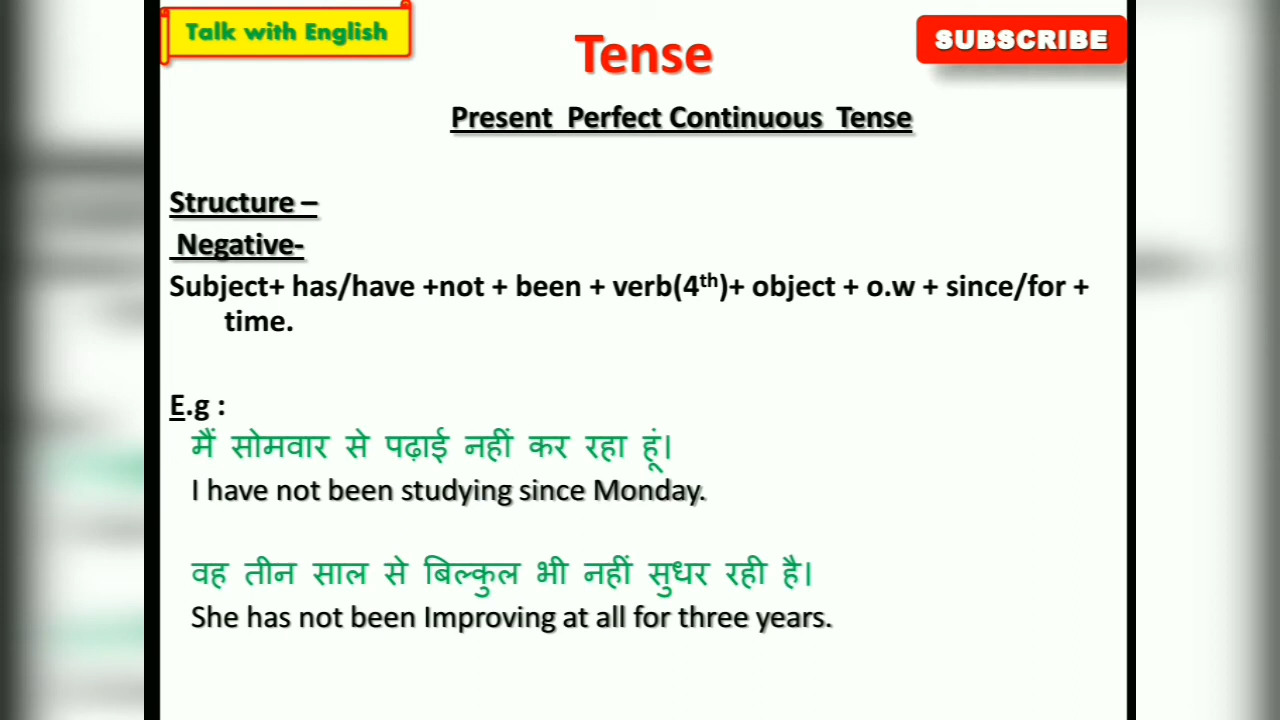 Talk with English
SUBSCRIBE
Tense
Present Perfect Continuous Tense
Structure –
Negative-
Subject+ has/have +not + been + verb(4th)+ object + o.w + since/for +
time.
E.g :
मैं सोमवार से पढ़ाई नहीं कर रहा हूं।
I have not been studying since Monday.
वह तीन साल से बिल्कुल भी नहीं सुधर रही है।
She has not been Improving at all for three years.